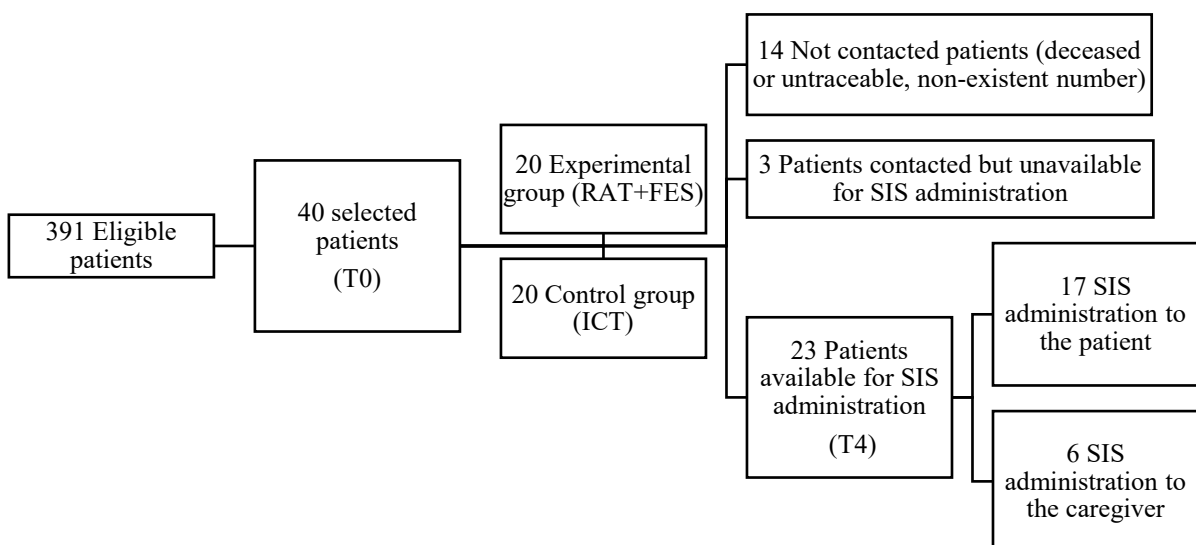 391 Eligible
patients
40 selected
patients
(T0)
20 Experimental
group (RAT+FES)
20 Control group
(ICT)
14 Not contacted patients (deceased
or untraceable, non-existent number)
3 Patients contacted but unavailable
for SIS administration
23 Patients
available for SIS
administration
(T4)
17 SIS
administration to
the patient
6 SIS
administration to
the caregiver